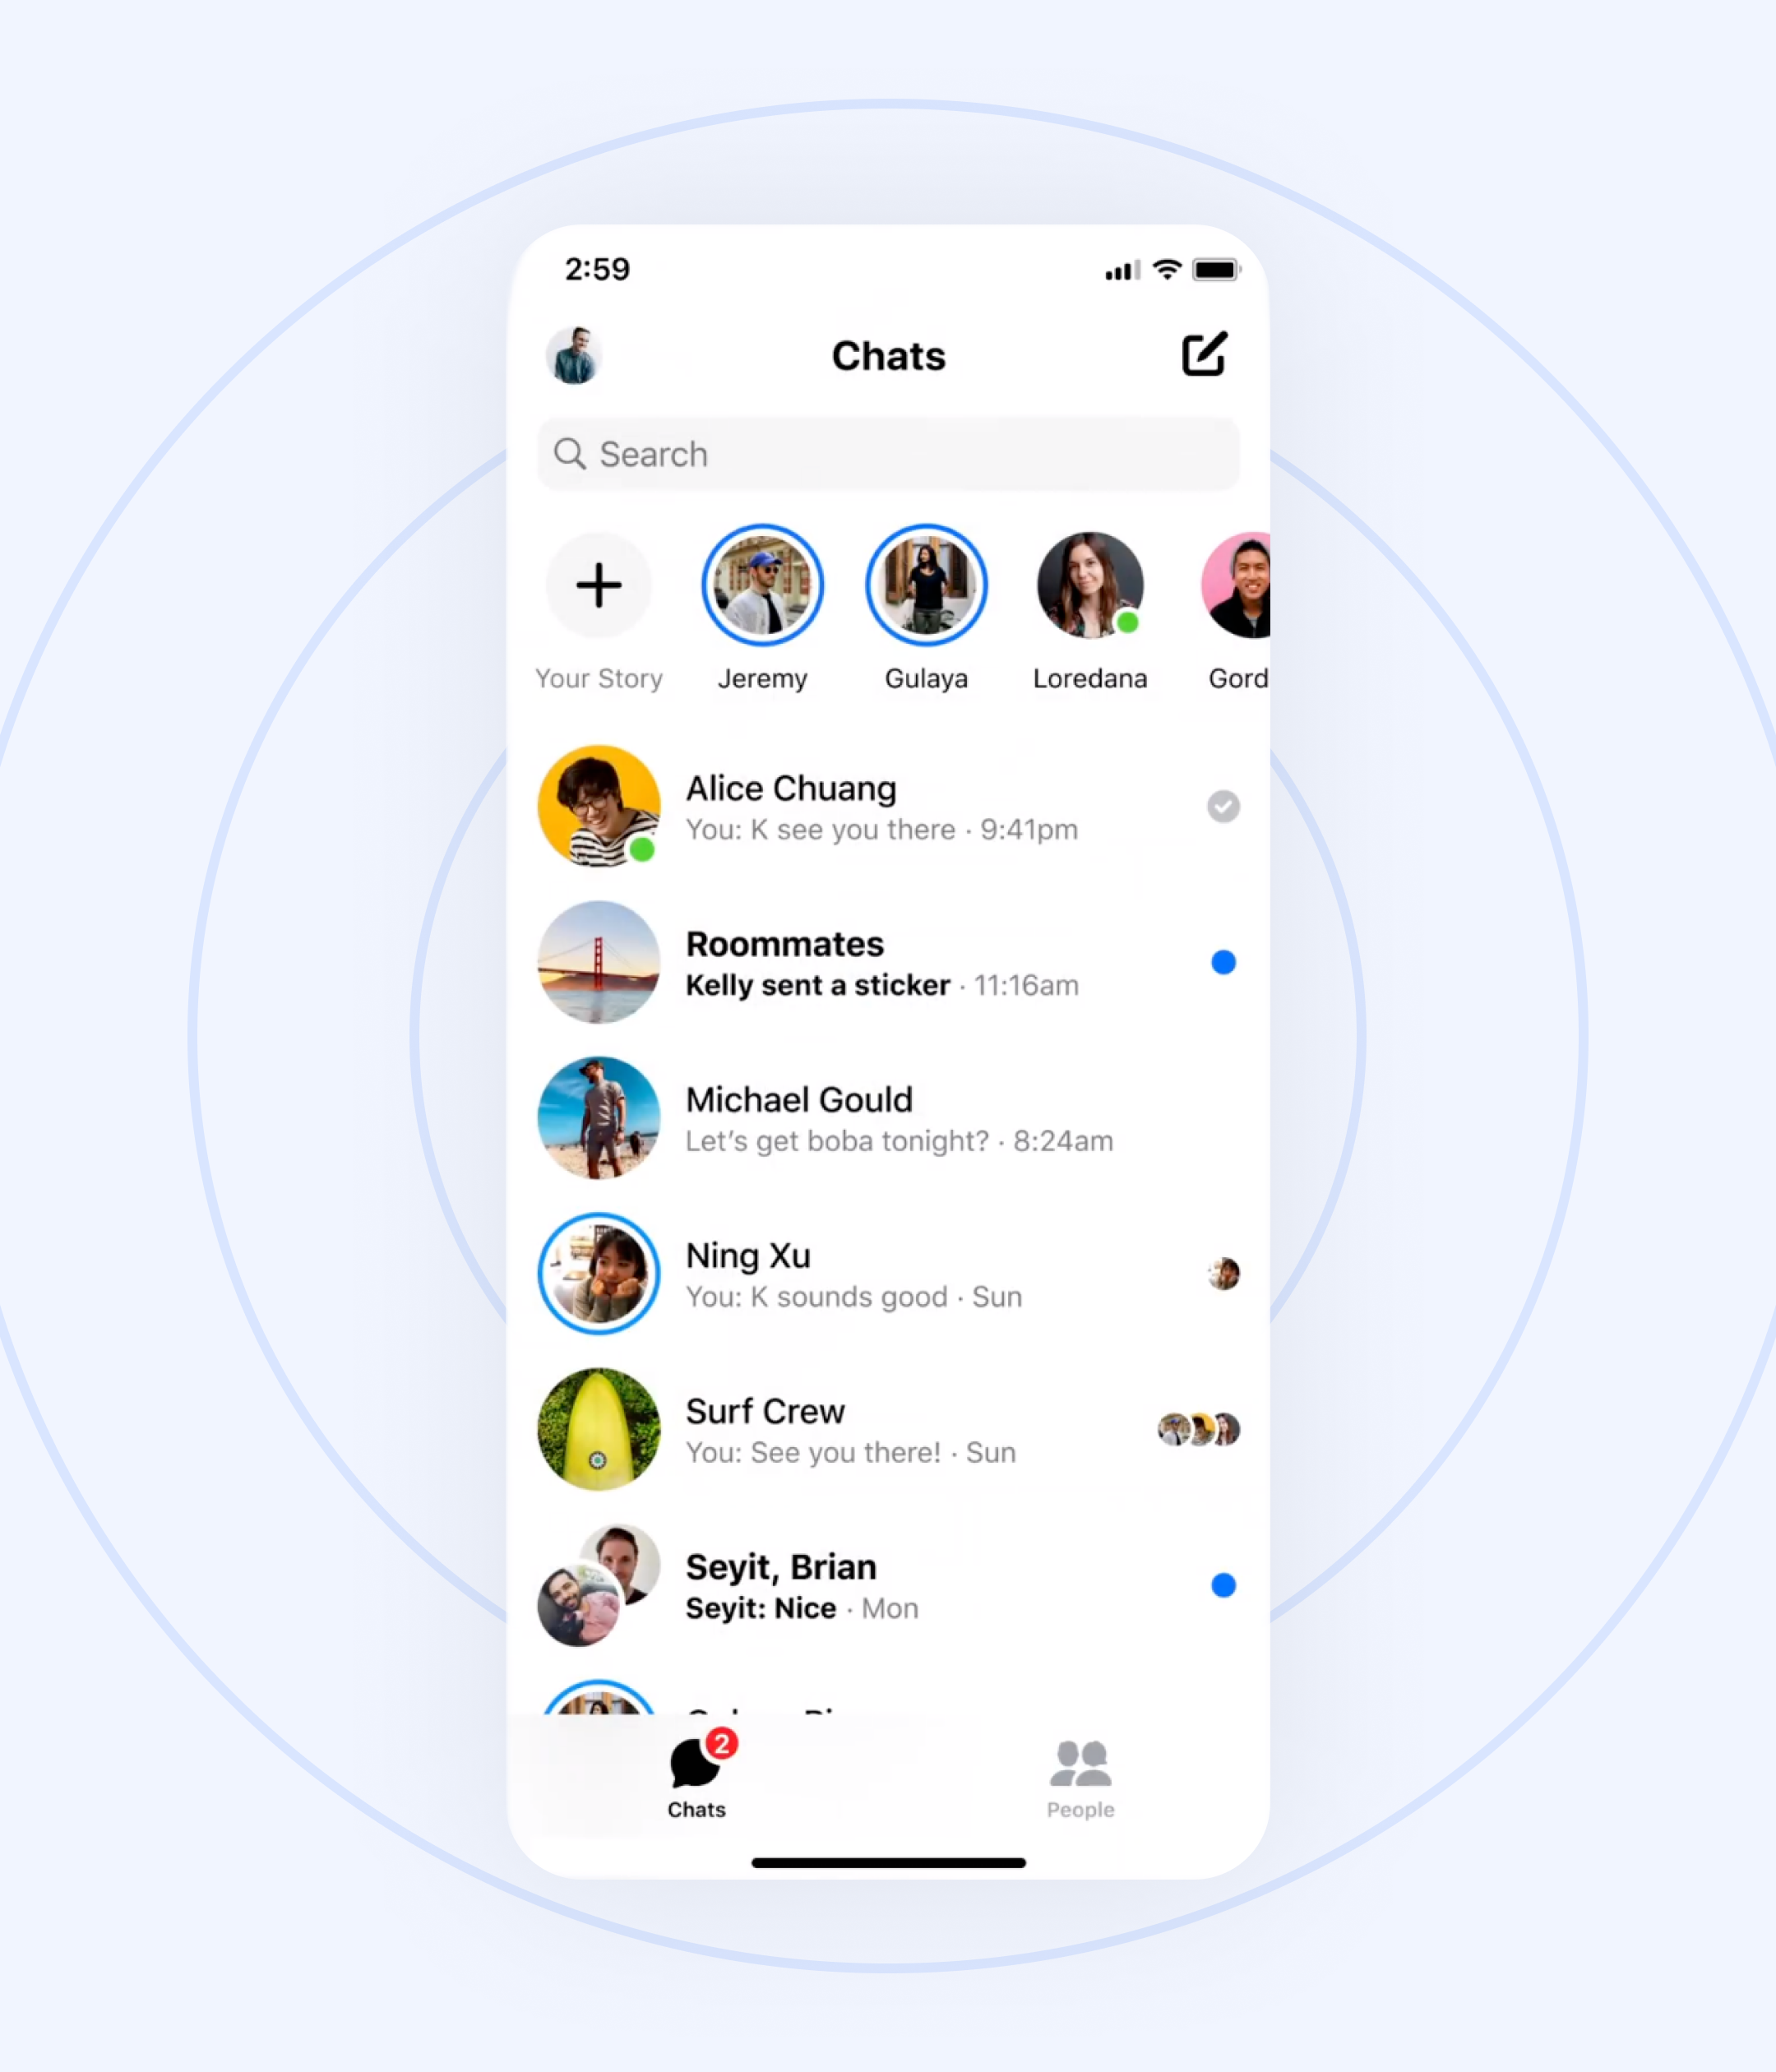 2:59
Chats
Search
Your Story
Jeremy
Gulaya
Loredana
Gord
Alice Chuang
You: K see you there · 9:41pm
Roommates
Kelly sent a sticker · 11:16am
Michael Gould
Let’s get boba tonight? · 8:24am
Ning Xu
You: K sounds good · Sun
Surf Crew
You: See you there! · Sun
Seyit, Brian
Seyit: Nice · Mon
2
Chats
People